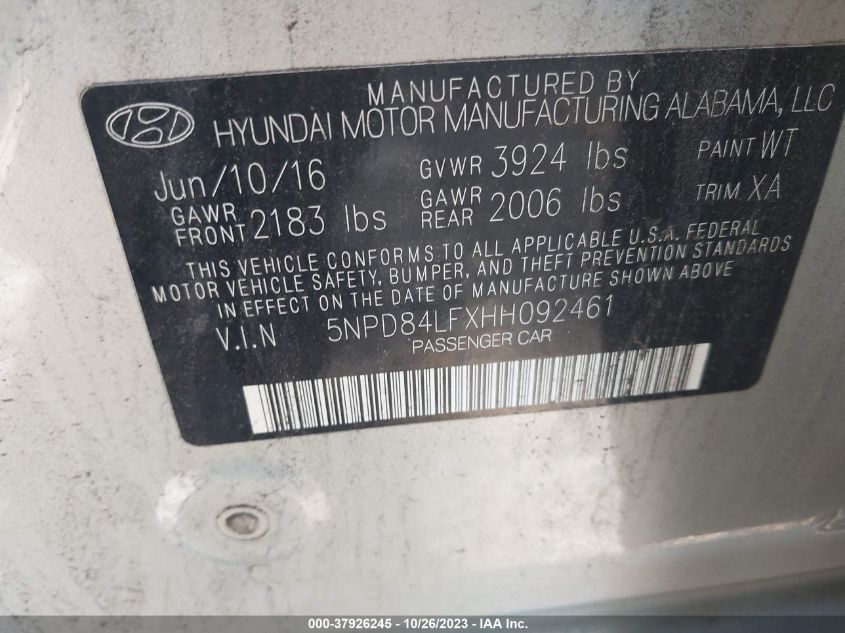 MANUFACTURED BY
HYUNDAI MOTOR MANUFACTURING ALABAMA, LLC
Jun/10/16 GVWR 3924 lbs PAINT WT
GAWR FRONT 2183 lbs GAWR REAR 2006 lbs TRIM XA
THIS VEHICLE CONFORMS TO ALL APPLICABLE U.S.A. FEDERAL
MOTOR VEHICLE SAFETY, BUMPER, AND THEFT PREVENTION STANDARDS
IN EFFECT ON THE DATE OF MANUFACTURE SHOWN ABOVE
V.I.N 5NPD84LFXHH092461
PASSENGER CAR
000-37926245 - 10/26/2023 - IAA Inc.